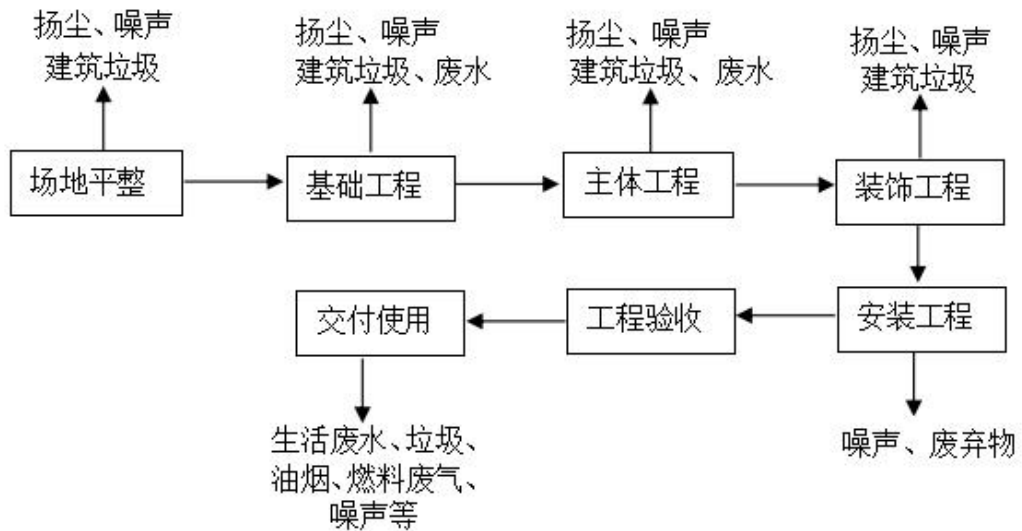 扬尘、噪声
建筑垃圾
扬尘、噪声
建筑垃圾、废水
扬尘、噪声
建筑垃圾、废水
扬尘、噪声
建筑垃圾
场地平整
基础工程
主体工程
装饰工程
交付使用
工程验收
安装工程
生活废水、垃圾、
油烟、燃料废气、
噪声等
噪声、废弃物